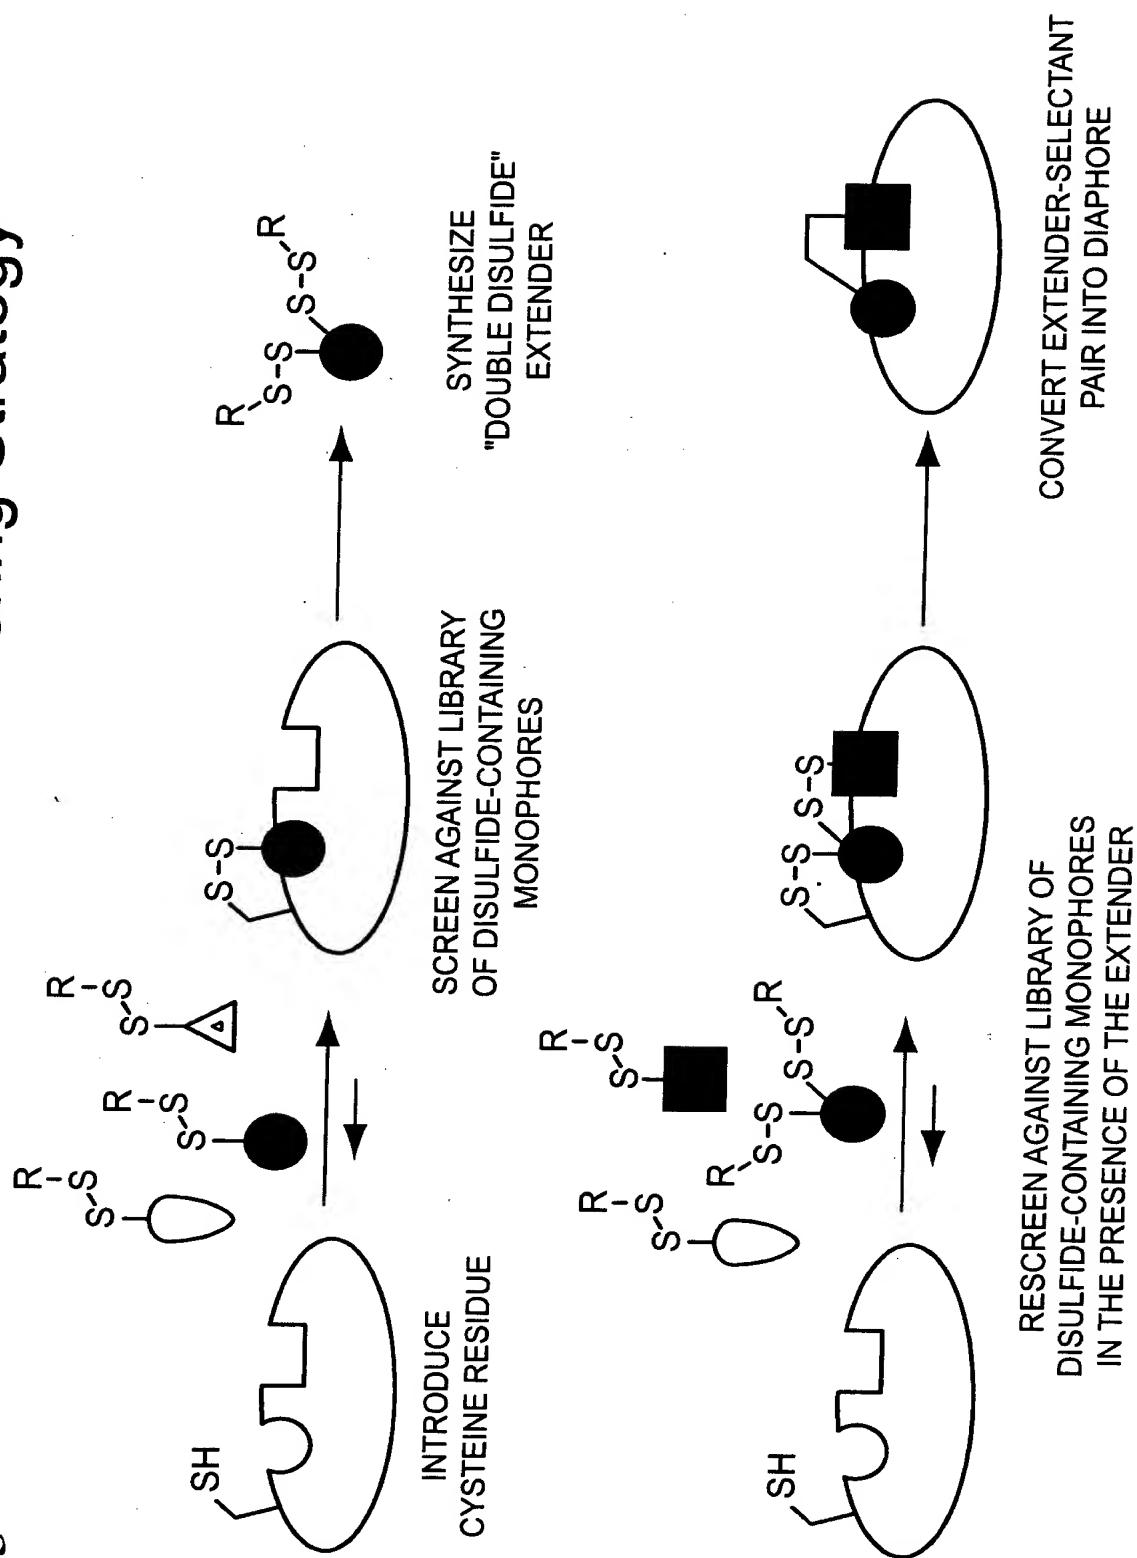 Strategy
SH
INTRODUCE
CYSTEINE RESIDUE
R-S-S
R-S-S
R-S-S
S-S
SCREEN AGAINST LIBRARY
OF DISULFIDE-CONTAINING
MONOPHORES
R-S-S
S-S-R
SYNTHESIZE
"DOUBLE DISULFIDE"
EXTENDER
SH
R-S-S
R-S-S
R-S-S
S-S-R
RESCREEN AGAINST LIBRARY OF
DISULFIDE-CONTAINING MONOPHORES
IN THE PRESENCE OF THE EXTENDER
S-S
S-S
CONVERT EXTENDER-SELECTANT
PAIR INTO DIAPHORE